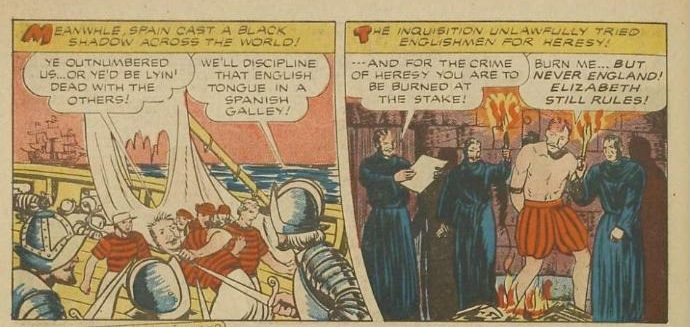 MEANWHILE, SPAIN CAST A BLACK
SHADOW ACROSS THE WORLD!
YE OUTNUMBERED
US...OR YE'D BE LYIN'
DEAD WITH THE
OTHERS!
WE'LL DISCIPLINE
THAT ENGLISH
TONGUE IN A
SPANISH
GALLEY!
THE INQUISITION UNLAWFULLY TRIED
ENGLISHMEN FOR HERESY!
---AND FOR THE CRIME
OF HERESY YOU ARE TO
BE BURNED AT
THE STAKE!
BURN ME... BUT
NEVER ENGLAND!
ELIZABETH
STILL RULES!